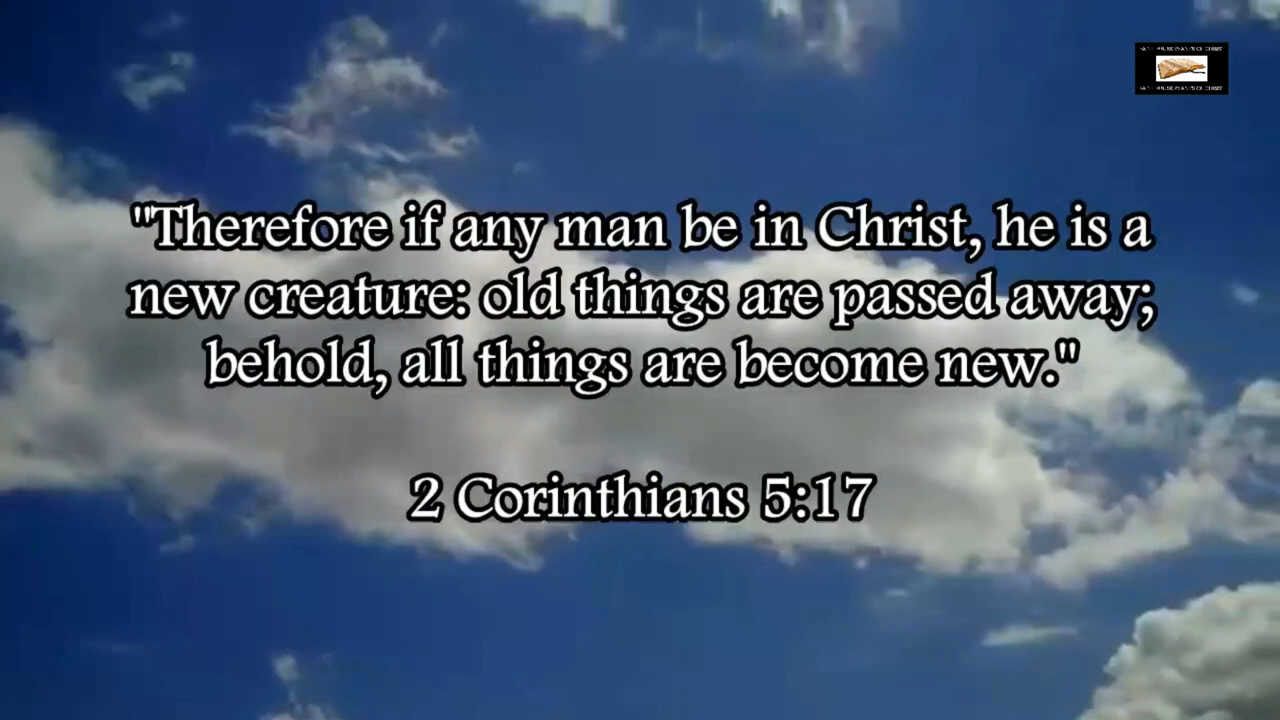 "Therefore if any man be in Christ, he is a
new creature: old things are passed away;
behold, all things are become new."
2 Corinthians 5:17